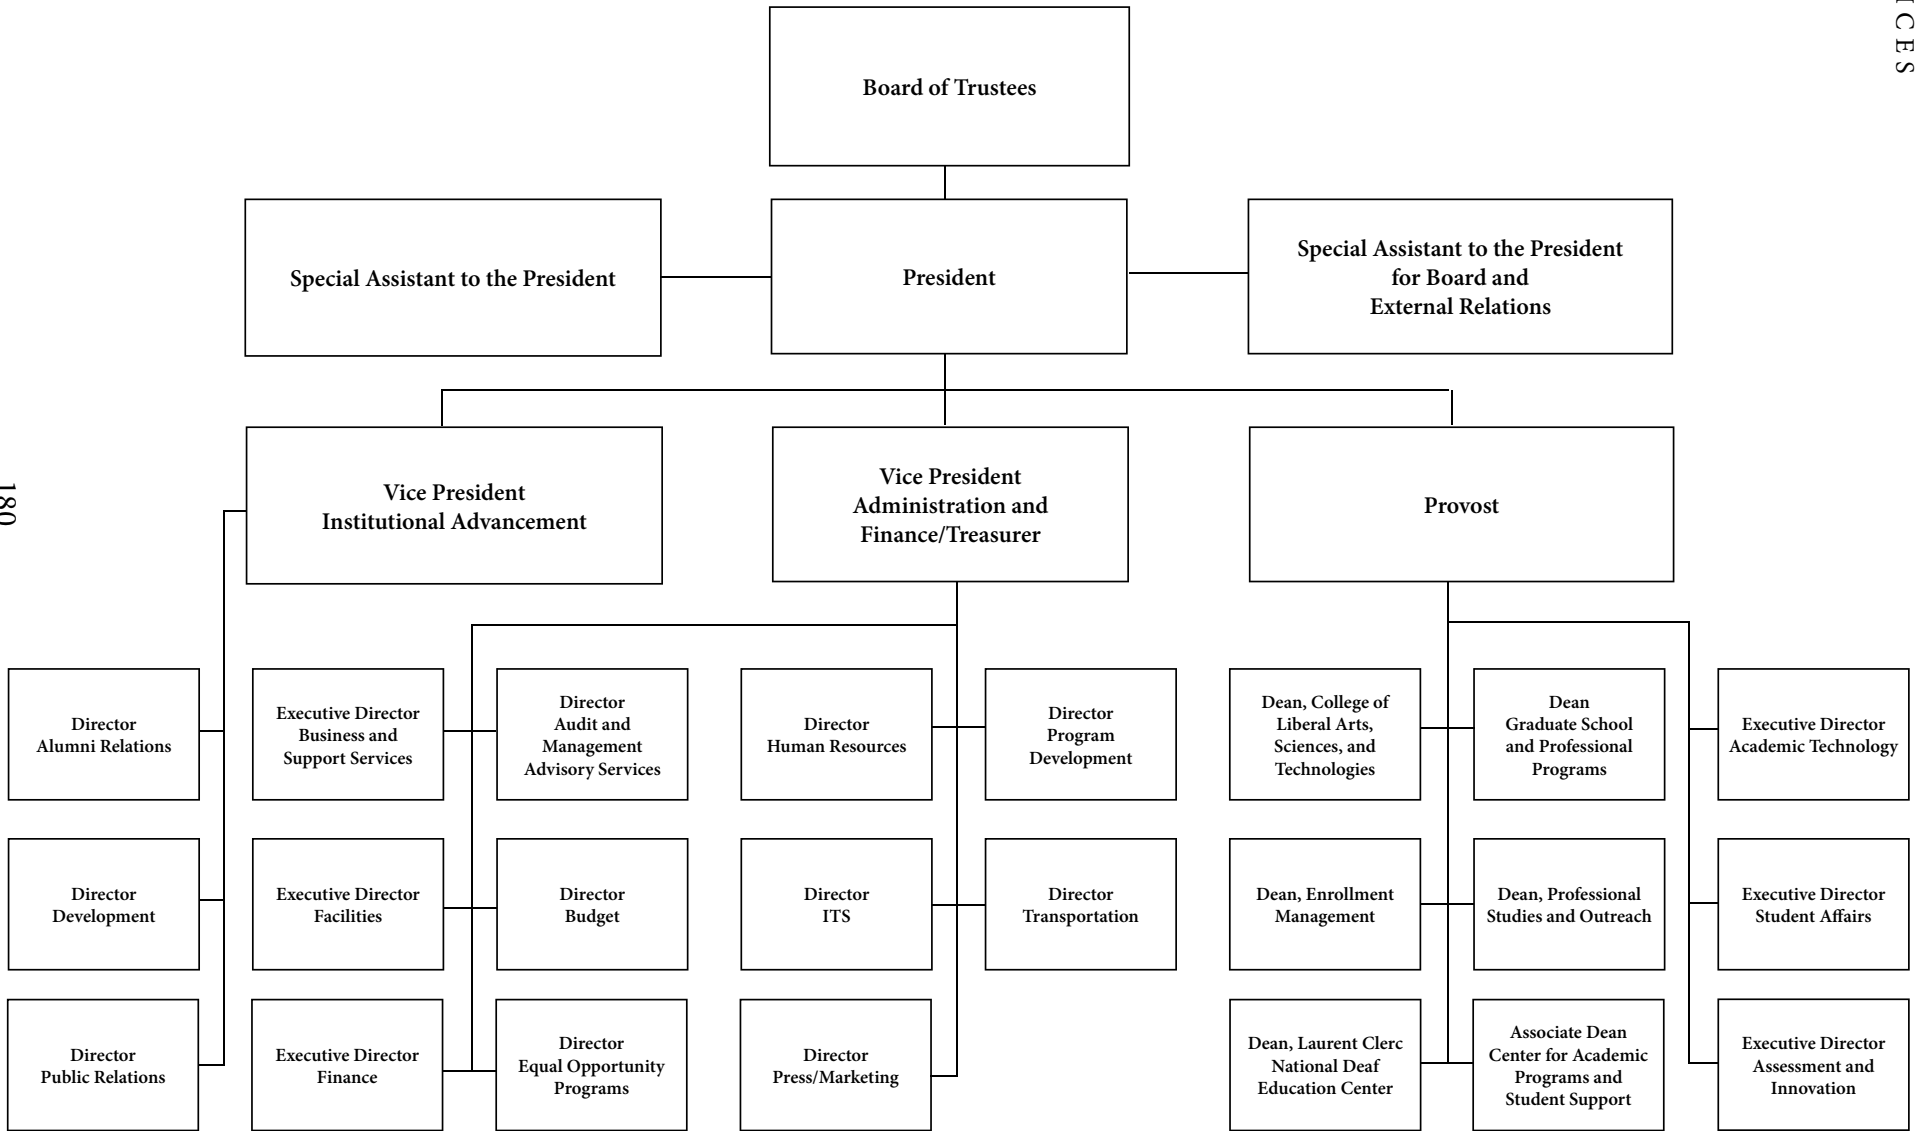 ICES
Board of Trustees
Special Assistant to the President
President
Special Assistant to the President
for Board and
External Relations
180
Vice President
Institutional Advancement
Vice President
Administration and
Finance/Treasurer
Provost
Director
Alumni Relations
Executive Director
Business and
Support Services
Director
Audit and
Management
Advisory Services
Director
Human Resources
Director
Program
Development
Dean, College of
Liberal Arts,
Sciences, and
Technologies
Dean
Graduate School
and Professional
Programs
Executive Director
Academic Technology
Director
Development
Executive Director
Facilities
Director
Budget
Director
ITS
Director
Transportation
Dean, Enrollment
Management
Dean, Professional
Studies and Outreach
Executive Director
Student Affairs
Director
Public Relations
Executive Director
Finance
Director
Equal Opportunity
Programs
Director
Press/Marketing
Dean, Laurent Clerc
National Deaf
Education Center
Associate Dean
Center for Academic
Programs and
Student Support
Executive Director
Assessment and
Innovation